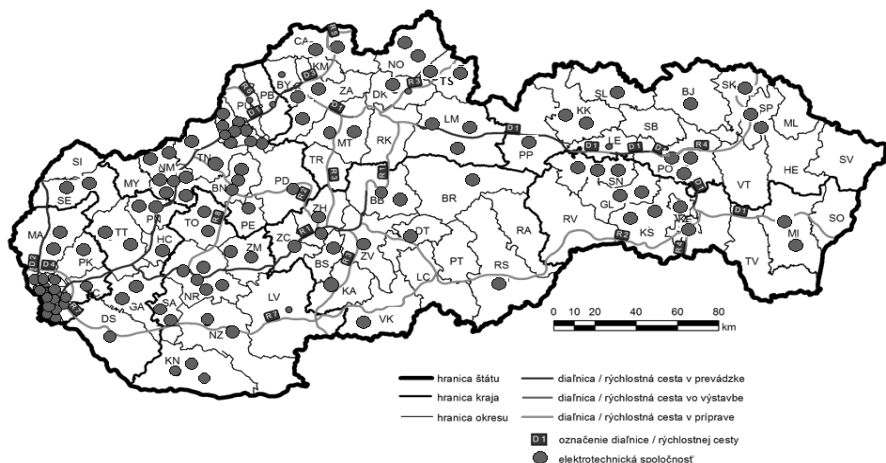 CA
KM
NO
TS
BY
D3
R3
PB
ZA
DK
D1
LM
D1
MT
RK
PP
KK
SL
BJ
SK
SP
ML
SB
D1
D1
R4
PO
VT
HE
SV
SI
SE
MY
NM
TN
BN
PD
TR
BB
BR
SN
GL
RV
KS
D1
MI
SO
TV
MA
TT
PN
TO
PE
ZH
ZC
R1
HC
ZM
BS
ZV
DT
RA
PT
LC
RS
R2
D2
D4
PK
GA
SA
NR
LV
KA
VK
R7
DS
NZ
KN
0 10 20 40 60 80
km
hranica štátu
hranica kraja
hranica okresu
diaľnica / rýchlostná cesta v prevádzke
diaľnica / rýchlostná cesta vo výstavbe
diaľnica / rýchlostná cesta v príprave
D1 označenie diaľnice / rýchlostnej cesty
elektrotechnická spoločnosť